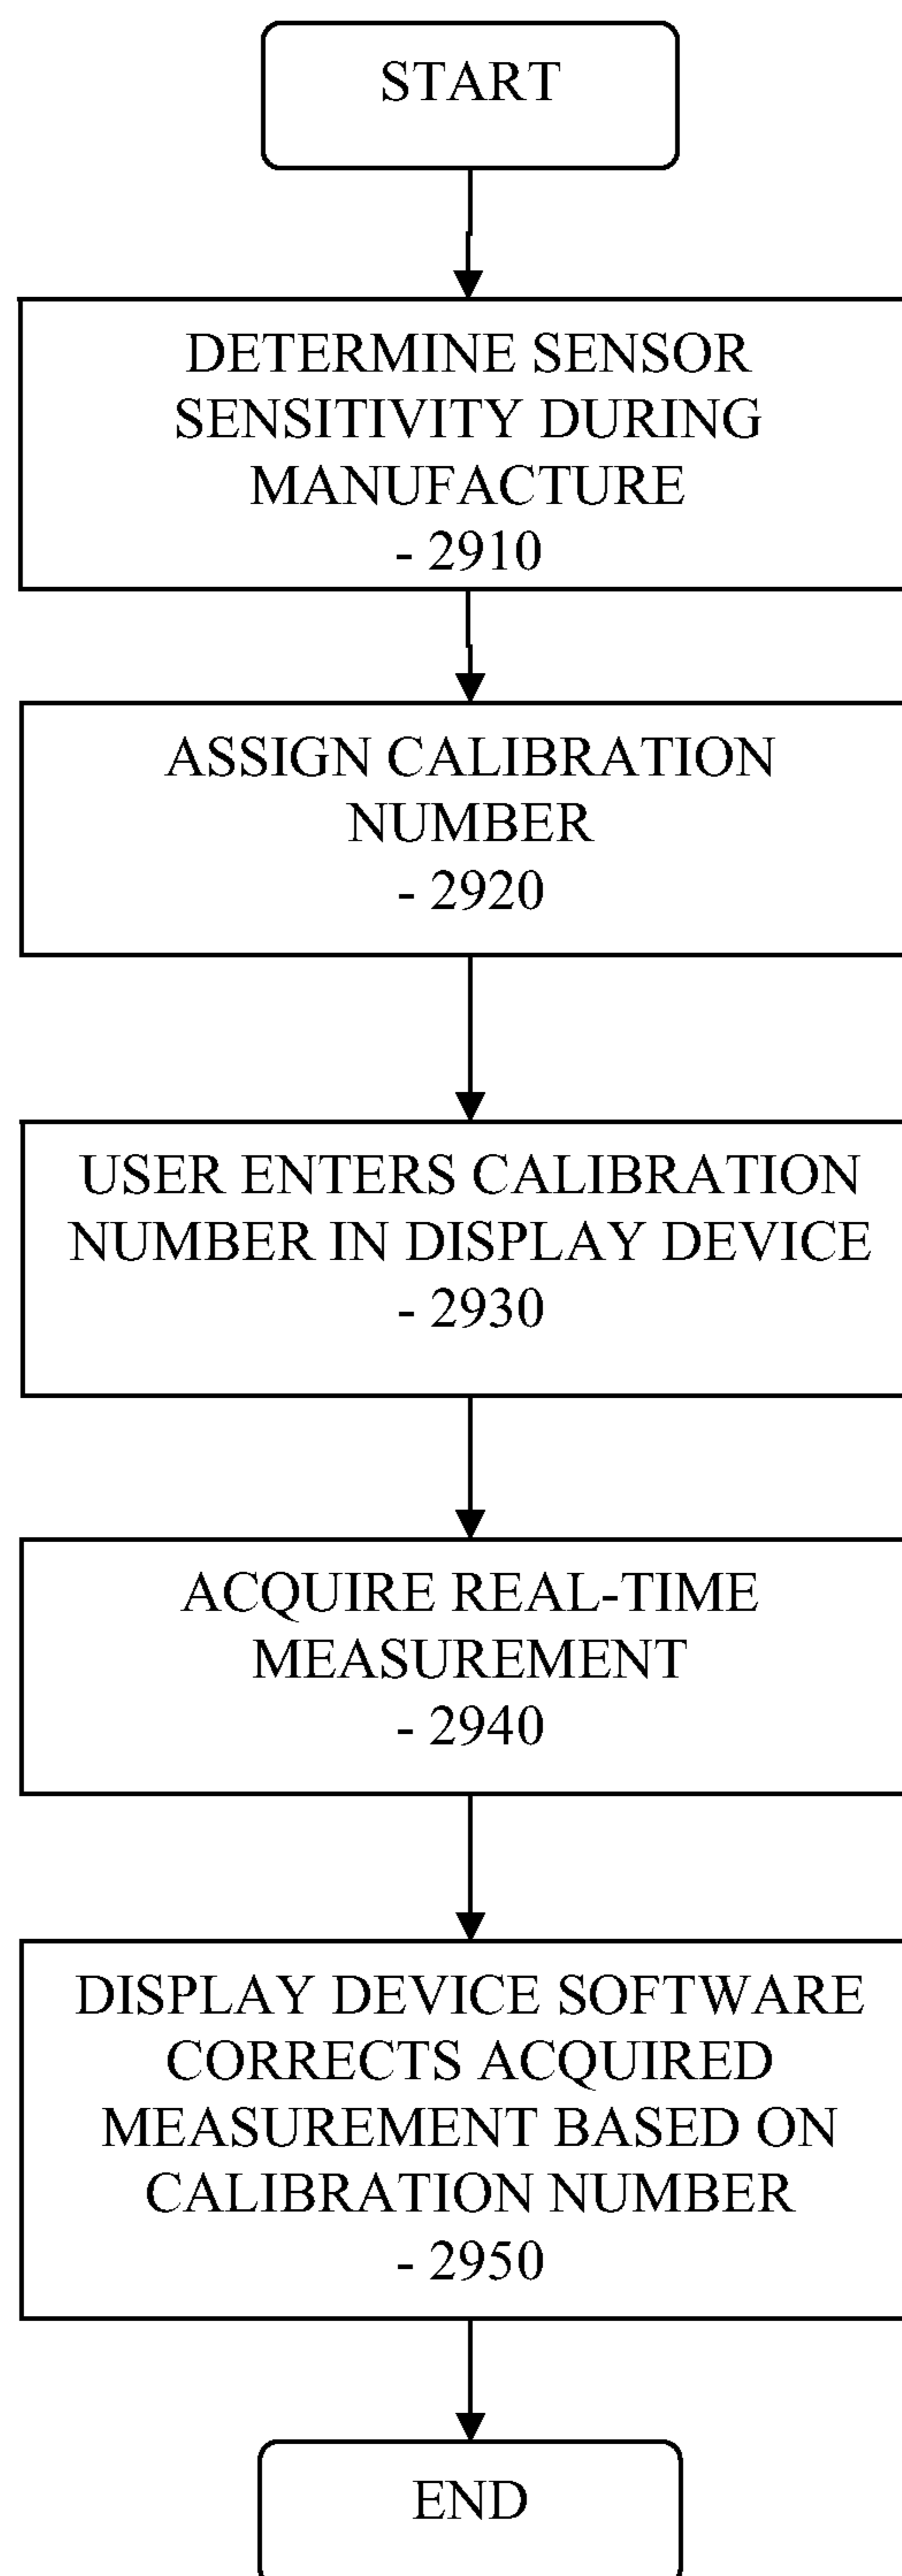 START
DETERMINE SENSOR
SENSITIVITY DURING
MANUFACTURE
- 2910
ASSIGN CALIBRATION
NUMBER
- 2920
USER ENTERS CALIBRATION
NUMBER IN DISPLAY DEVICE
- 2930
ACQUIRE REAL-TIME
MEASUREMENT
- 2940
DISPLAY DEVICE SOFTWARE
CORRECTS ACQUIRED
MEASUREMENT BASED ON
CALIBRATION NUMBER
- 2950
END